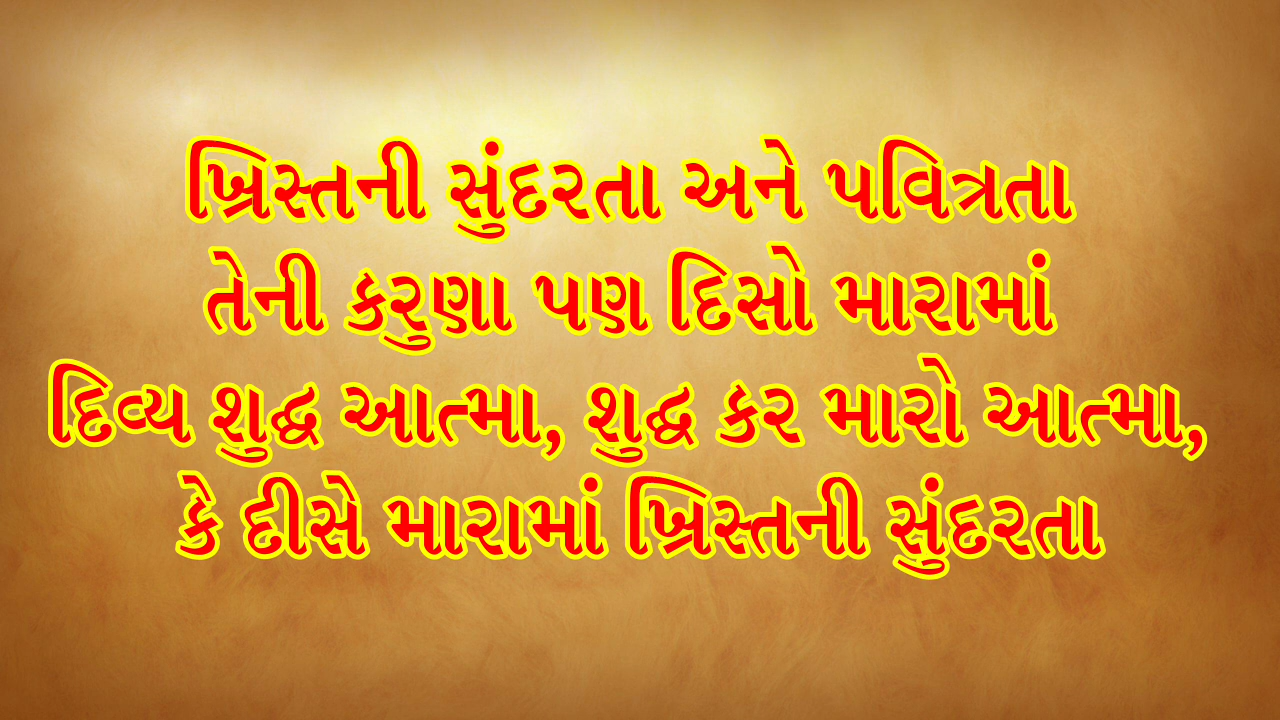 ખ્રિસ્તની સુંદરતા અને પવિત્રતા
તેની કરુણા પણ દિસો મારામાં
દિવ્ય શુદ્ધ આત્મા, શુદ્ધ કર મારો આત્મા,
કે દીસે મારામાં ખ્રિસ્તની સુંદરતા